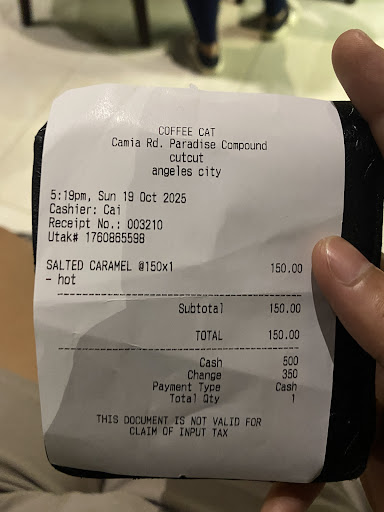 COFFEE CAT
Camia Rd. Paradise Compound
cutcut
angeles city
5:19pm, Sun 19 Oct 2025
Cashier: Cai
Receipt No.: 003210
Utak# 176086559B
SALTED CARAMEL @150x1 150.00
- hot
Subtotal 150.00
TOTAL 150.00
Cash 500
Change 350
Payment Type Cash
Total Qty 1
THIS DOCUMENT IS NOT VALID FOR
CLAIM OF INPUT TAX